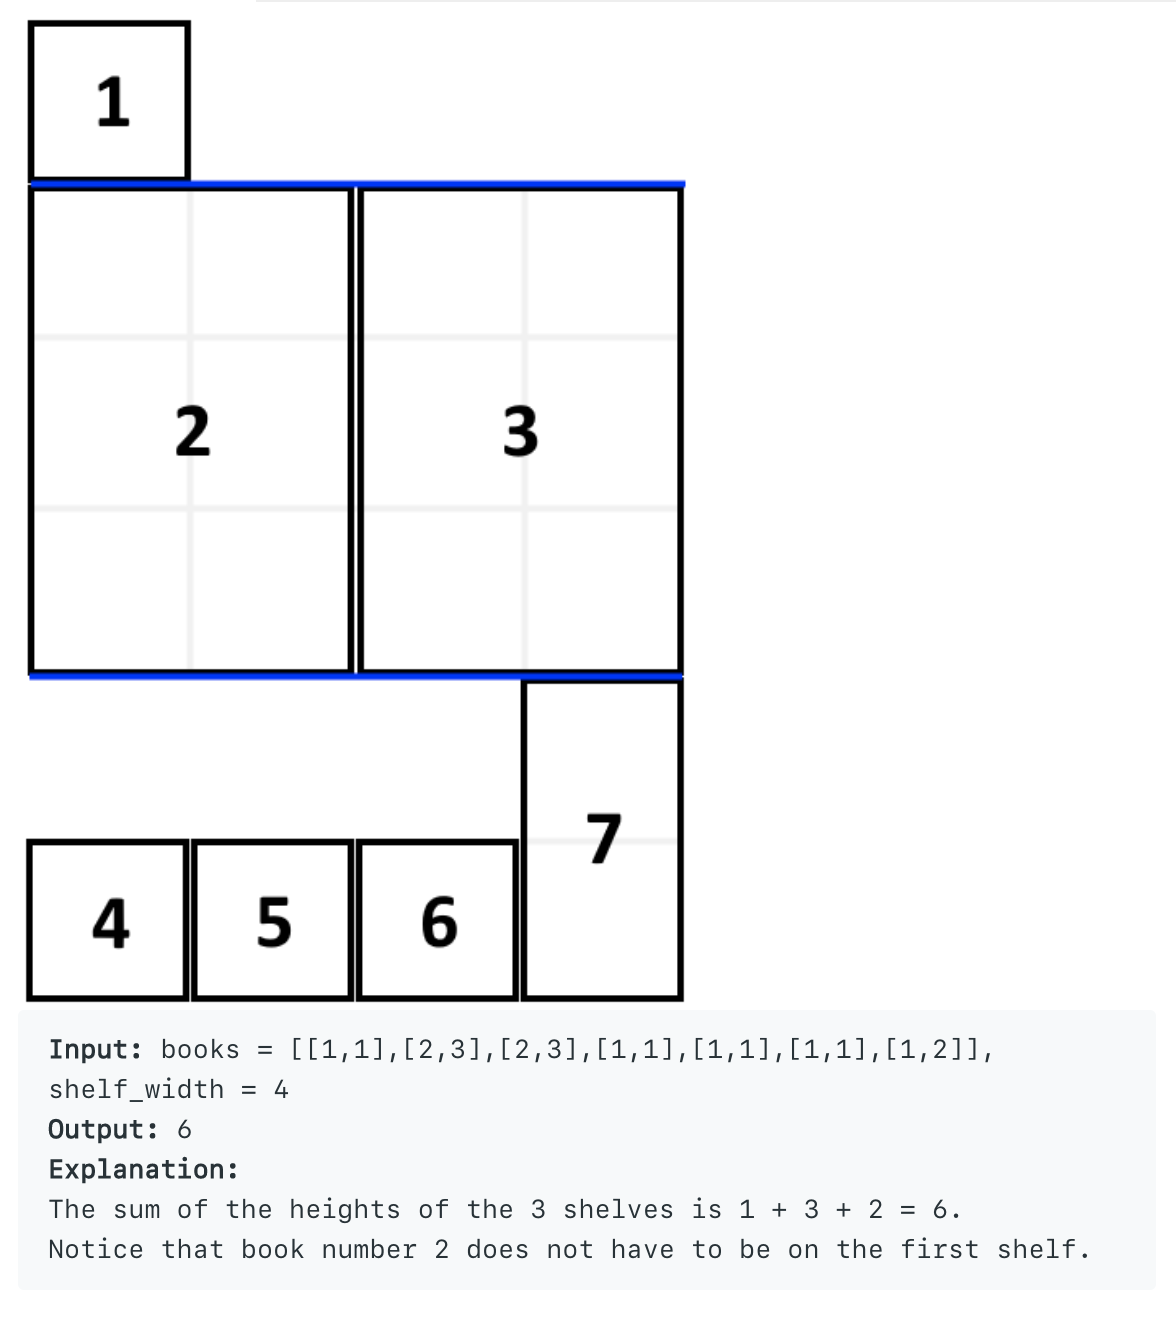 1
2 3
7
4 5 6
Input: books = [[1,1],[2,3],[2,3],[1,1],[1,1],[1,1],[1,2]],
shelf_width = 4
Output: 6
Explanation:
The sum of the heights of the 3 shelves is 1 + 3 + 2 = 6.
Notice that book number 2 does not have to be on the first shelf.